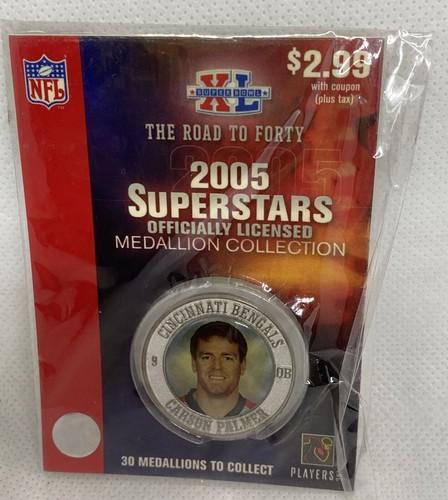 NFL
XL
SUPER BOWL
$2.99
with coupon
(plus tax)
THE ROAD TO FORTY
2005
2005
SUPERSTARS
OFFICIALLY LICENSED
MEDALLION COLLECTION
CINCINNATI BENGALS
9 QB
CARSON PALMER
30 MEDALLIONS TO COLLECT
PLAYERS